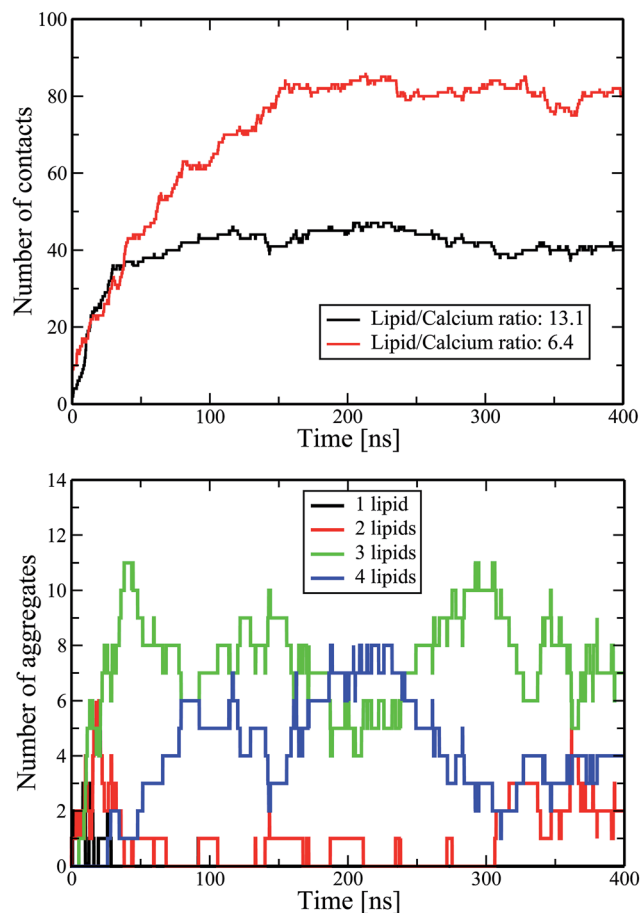 100
80
60
40
20
0
Number of contacts
Lipid/Calcium ratio: 13.1
Lipid/Calcium ratio: 6.4
0 100 200 300 400
Time [ns]
14
12
10
8
6
4
2
0
Number of aggregates
1 lipid
2 lipids
3 lipids
4 lipids
0 100 200 300 400
Time [ns]